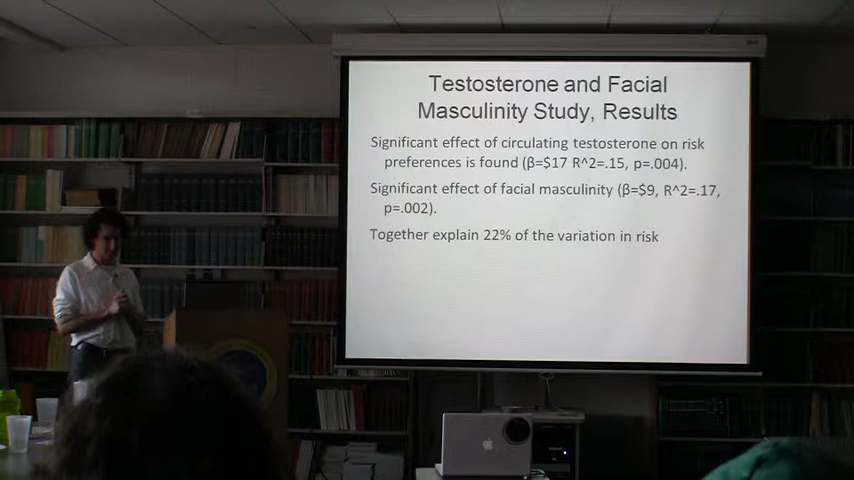 Testosterone and Facial
Masculinity Study, Results
Significant effect of circulating testosterone on risk
preferences is found (β=$17 R^2=.15, p=.004).
Significant effect of facial masculinity (β=$9, R^2=.17,
p=.002).
Together explain 22% of the variation in risk